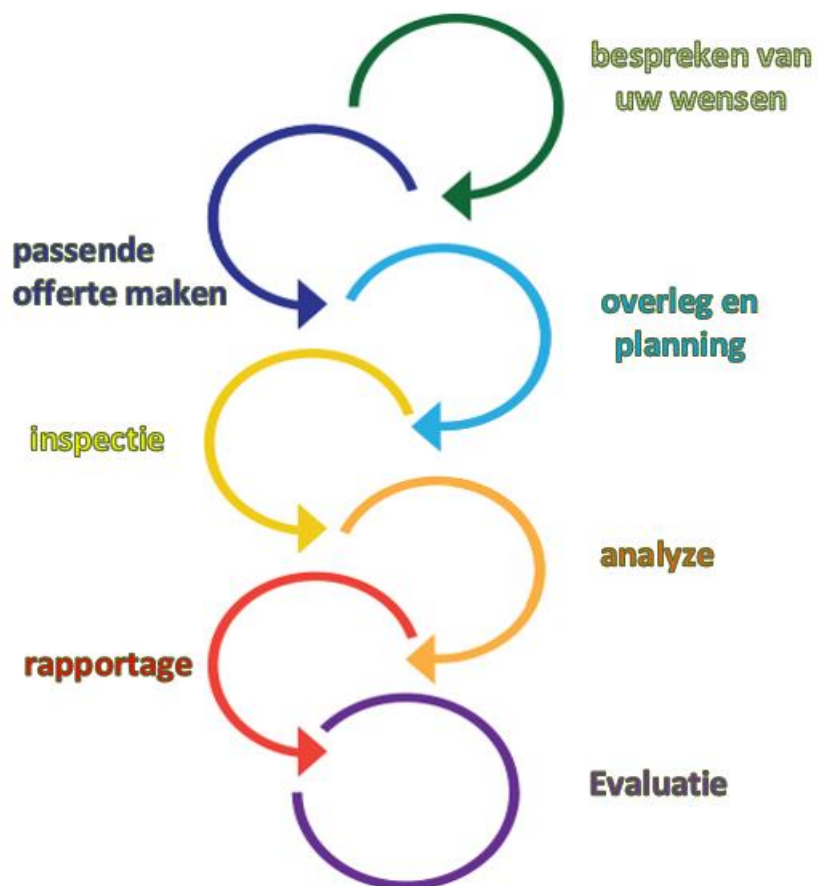 bespreken van
uw wensen
passende
offerte maken
overleg en
planning
inspectie
analyze
rapportage
Evaluatie